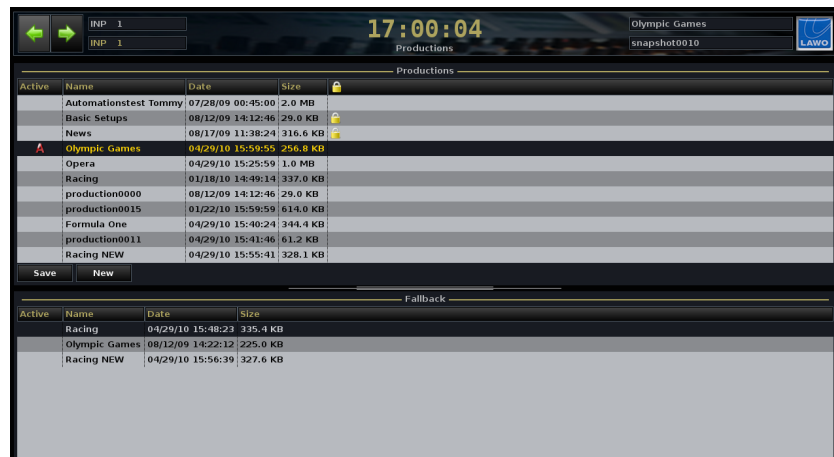 INP 1
INP 1
17:00:04
Productions
Olympic Games
snapshot0010
LAWO
Productions
Active Name Date Size
Automationstest Tommy 07/28/09 00:45:00 2.0 MB
Basic Setups 08/12/09 14:12:46 29.0 KB
News 08/17/09 11:38:24 316.6 KB
A Olympic Games 04/29/10 15:59:55 256.8 KB
Opera 04/29/10 15:25:59 1.0 MB
Racing 01/18/10 14:49:14 337.0 KB
production0000 08/12/09 14:12:46 29.0 KB
production0015 01/22/10 15:59:59 614.0 KB
Formula One 04/29/10 15:40:24 344.4 KB
production0011 04/29/10 15:41:46 61.2 KB
Racing NEW 04/29/10 15:55:41 328.1 KB
Save New
Fallback
Active Name Date Size
Racing 04/29/10 15:48:23 335.4 KB
Olympic Games 08/12/09 14:22:12 225.0 KB
Racing NEW 04/29/10 15:56:39 327.6 KB